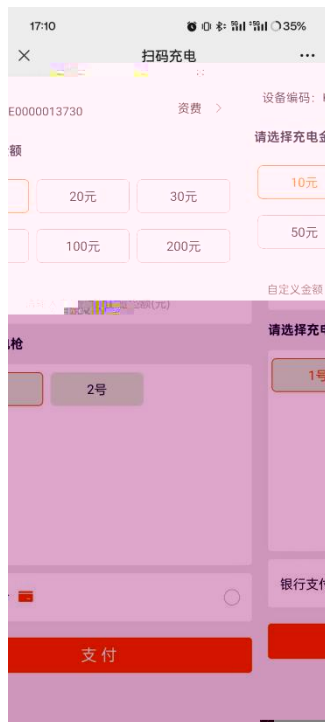 17:10
35%
扫码充电
E0000013730
资费
设备编码：
额
请选择充电金
20元
30元
10元
100元
200元
50元
额(元)
自定义金额
枪
请选择充电
2号
1号
银行支付
支付